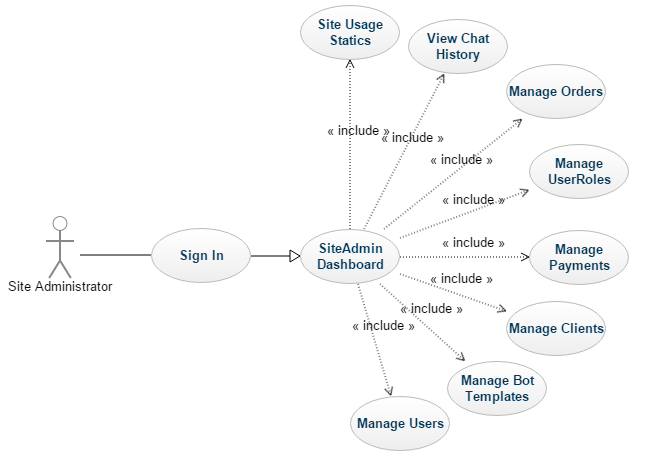 Site Usage
Statics
View Chat
History
Manage Orders
« include »
« include »
« include »
Manage
UserRoles
« include »
Site Administrator
Sign In
SiteAdmin
Dashboard
« include »
Manage
Payments
« include »
« include »
« include »
Manage Clients
Manage Bot
Templates
Manage Users